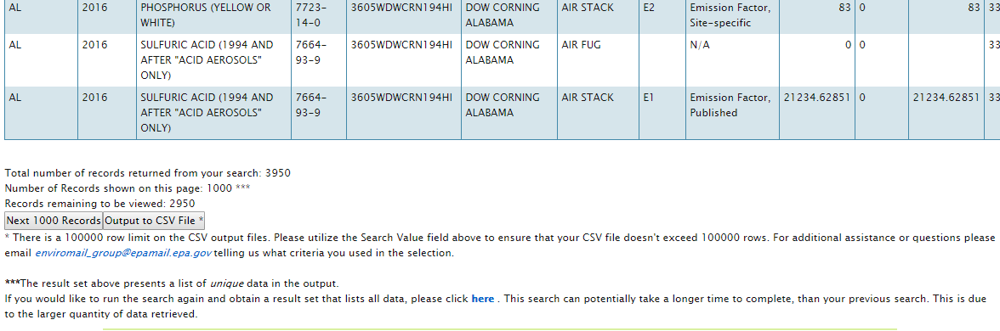 AL 2016 PHOSPHORUS (YELLOW OR 7723- 3605WDWCRN194HI DOW CORNING AIR STACK E2 Emission Factor, 83 0 83 33
WHITE) 14-0 ALABAMA Site-specific
AL 2016 SULFURIC ACID (1994 AND 7664- 3605WDWCRN194HI DOW CORNING AIR FUG N/A 0 0 33
AFTER "ACID AEROSOLS" 93-9 ALABAMA
ONLY)
AL 2016 SULFURIC ACID (1994 AND 7664- 3605WDWCRN194HI DOW CORNING AIR STACK E1 Emission Factor, 21234.62851 0 21234.62851 33
AFTER "ACID AEROSOLS" 93-9 ALABAMA Published
ONLY)
Total number of records returned from your search: 3950
Number of Records shown on this page: 1000 ***
Records remaining to be viewed: 2950
Next 1000 Records Output to CSV File *
* There is a 100000 row limit on the CSV output files. Please utilize the Search Value field above to ensure that your CSV file doesn't exceed 100000 rows. For additional assistance or questions please
email enviromail_group@epamail.epa.gov telling us what criteria you used in the selection.
***The result set above presents a list of unique data in the output.
If you would like to run the search again and obtain a result set that lists all data, please click here . This search can potentially take a longer time to complete, than your previous search. This is due
to the larger quantity of data retrieved.